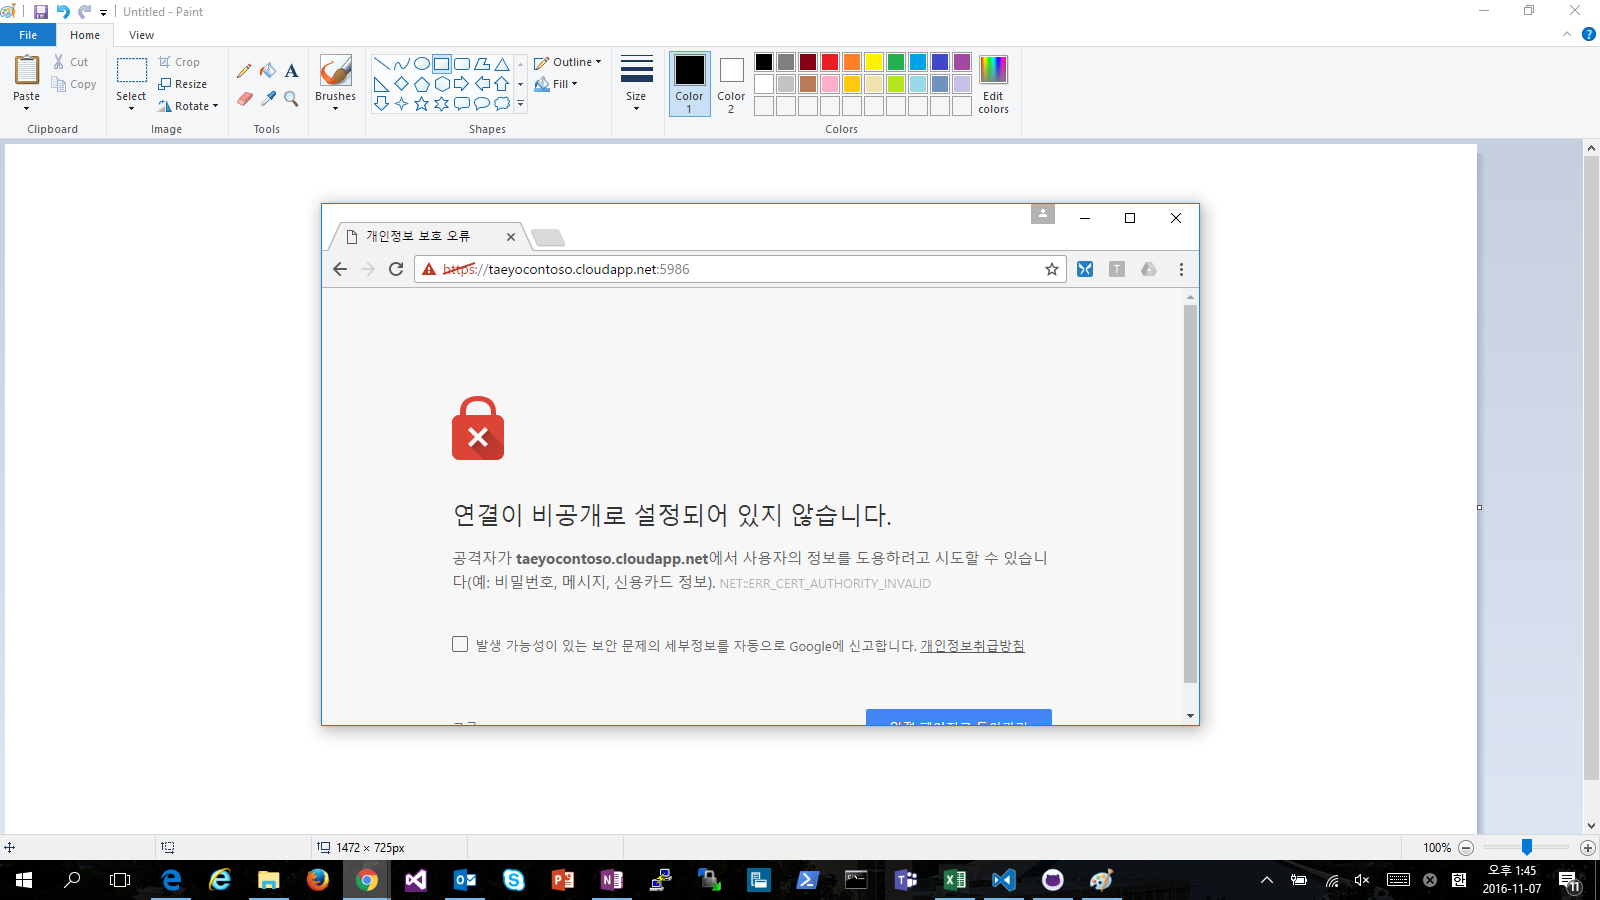 Untitled - Paint
File Home View
Paste
Cut
Copy
Clipboard
Select
Crop
Resize
Rotate
Image
Tools
Brushes
Outline
Fill
Shapes
Size
Color 1
Color 2
Edit colors
Colors
개인정보 보호 오류
https://taeyocontoso.cloudapp.net:5986
T
연결이 비공개로 설정되어 있지 않습니다.
공격자가 taeyocontoso.cloudapp.net에서 사용자의 정보를 도용하려고 시도할 수 있습니
다(예: 비밀번호, 메시지, 신용카드 정보). NET::ERR_CERT_AUTHORITY_INVALID
발생 가능성이 있는 보안 문제의 세부정보를 자동으로 Google에 신고합니다. 개인정보취급방침
1472 × 725px
100%
오후 1:45
2016-11-07
11